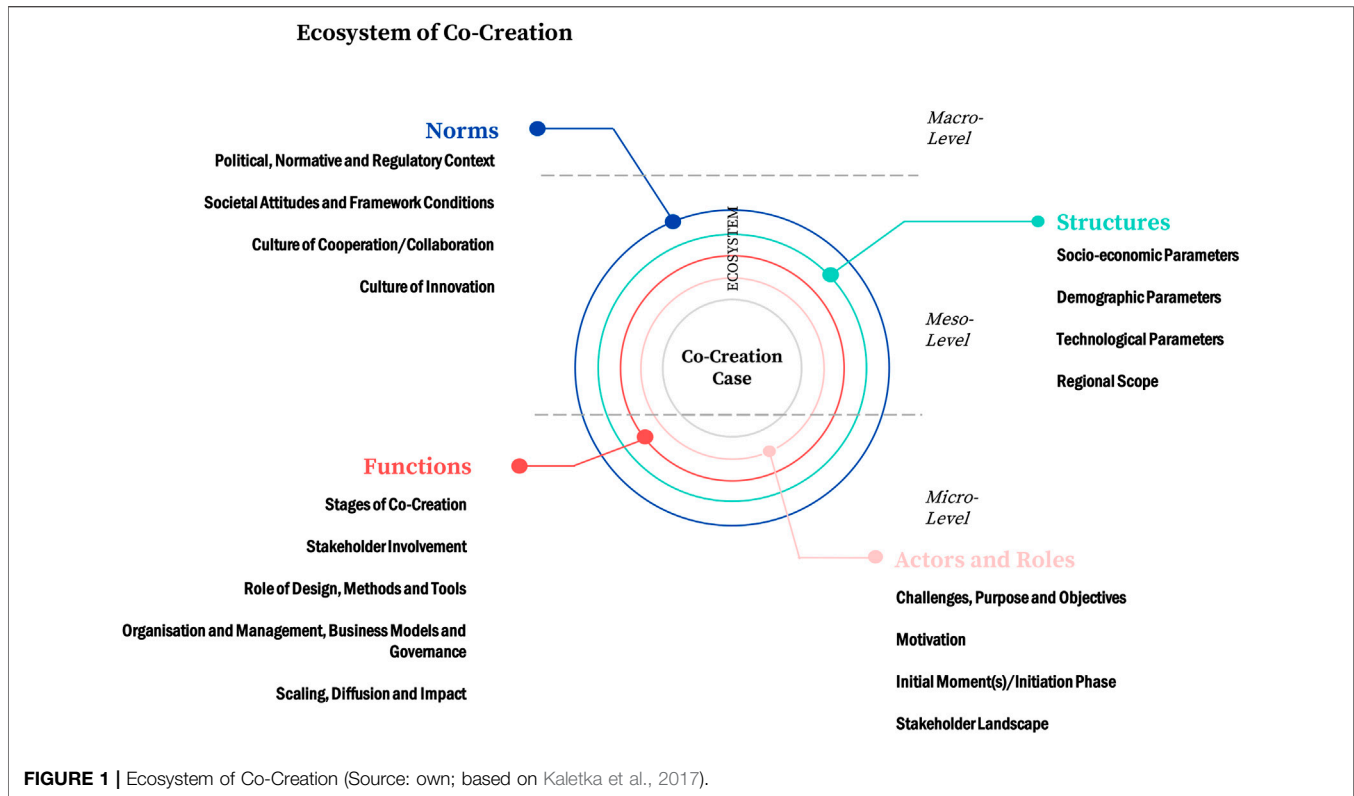 Ecosystem of Co-Creation
Norms
Political, Normative and Regulatory Context
Societal Attitudes and Framework Conditions
Culture of Cooperation/Collaboration
Culture of Innovation
Macro-
Level
Structures
Socio-economic Parameters
Demographic Parameters
Technological Parameters
Regional Scope
ECOSYSTEM
Co-Creation
Case
Meso-
Level
Functions
Stages of Co-Creation
Stakeholder Involvement
Role of Design, Methods and Tools
Organisation and Management, Business Models and
Governance
Scaling, Diffusion and Impact
Micro-
Level
Actors and Roles
Challenges, Purpose and Objectives
Motivation
Initial Moment(s)/Initiation Phase
Stakeholder Landscape
FIGURE 1 | Ecosystem of Co-Creation (Source: own; based on Kaletka et al., 2017).